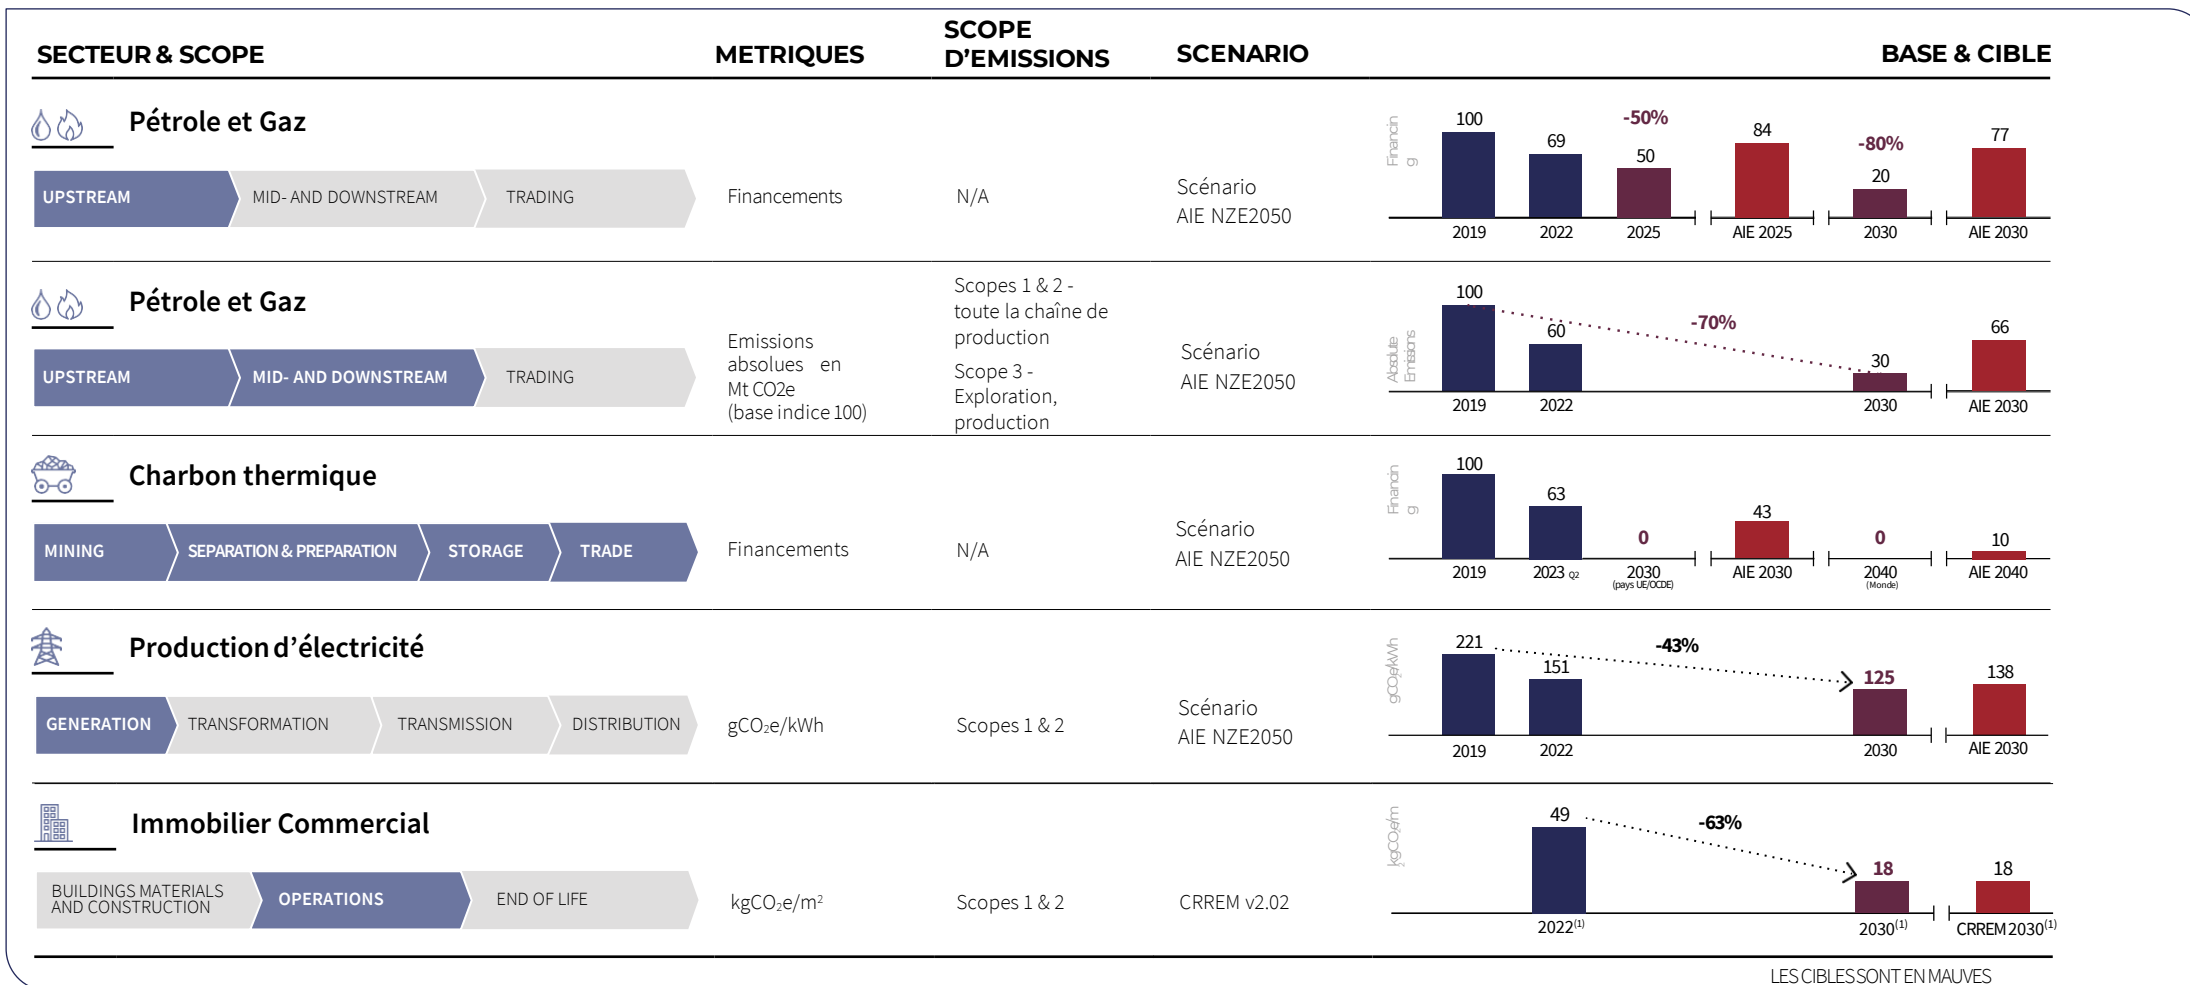 SECTEUR & SCOPE
METRIQUES
SCOPE
D'EMISSIONS
SCENARIO
BASE & CIBLE
Pétrole et Gaz
UPSTREAM
MID- AND DOWNSTREAM
TRADING
Financements
N/A
Scénario
AIE NZE2050
Financin
g
100
69
-50%
50
84
-80%
20
77
2019
2022
2025
AIE 2025
2030
AIE 2030
Pétrole et Gaz
UPSTREAM
MID- AND DOWNSTREAM
TRADING
Emissions
absolues en
Mt CO2e
(base indice 100)
Scopes 1 & 2 -
toute la chaîne de
production
Scope 3 -
Exploration,
production
Scénario
AIE NZE2050
Absolute
Emissions
100
60
-70%
30
66
2019
2022
2030
AIE 2030
Charbon thermique
MINING
SEPARATION & PREPARATION
STORAGE
TRADE
Financements
N/A
Scénario
AIE NZE2050
Financin
g
100
63
0
43
0
10
2019
2023 Q2
2030
(pays UE/OCDE)
AIE 2030
2040
(Monde)
AIE 2040
Production d'électricité
GENERATION
TRANSFORMATION
TRANSMISSION
DISTRIBUTION
gCO₂e/kWh
Scopes 1 & 2
Scénario
AIE NZE2050
gCO₂e/kWh
221
151
-43%
125
138
2019
2022
2030
AIE 2030
Immobilier Commercial
BUILDINGS MATERIALS
AND CONSTRUCTION
OPERATIONS
END OF LIFE
kgCO₂e/m²
Scopes 1 & 2
CRREM v2.02
kgCO₂e/m
2
49
-63%
18
18
2022(1)
2030(1)
CRREM 2030(1)
LES CIBLES SONT EN MAUVES